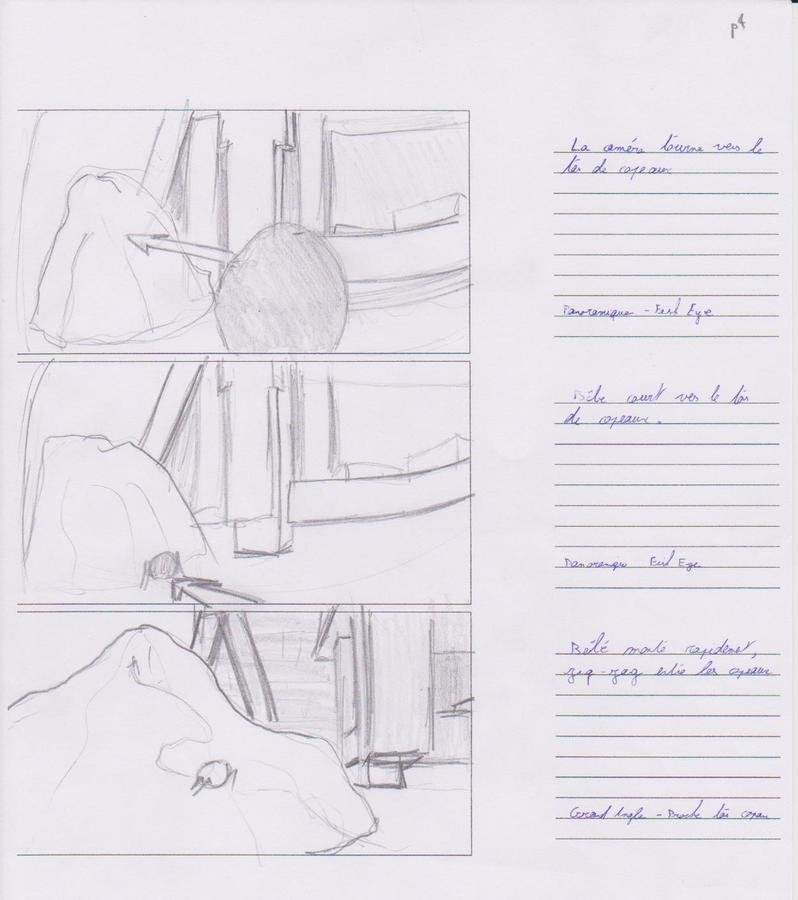 p4
La caméra tourne vers le
tas de copeaux
Panoramique - Fish Eye
Bébé court vers le tas
de copeaux.
Panoramique Fish Eye
Bébé monte rapidement,
zig-zag entre les copeaux
Grand Angle - Proche tas copeau